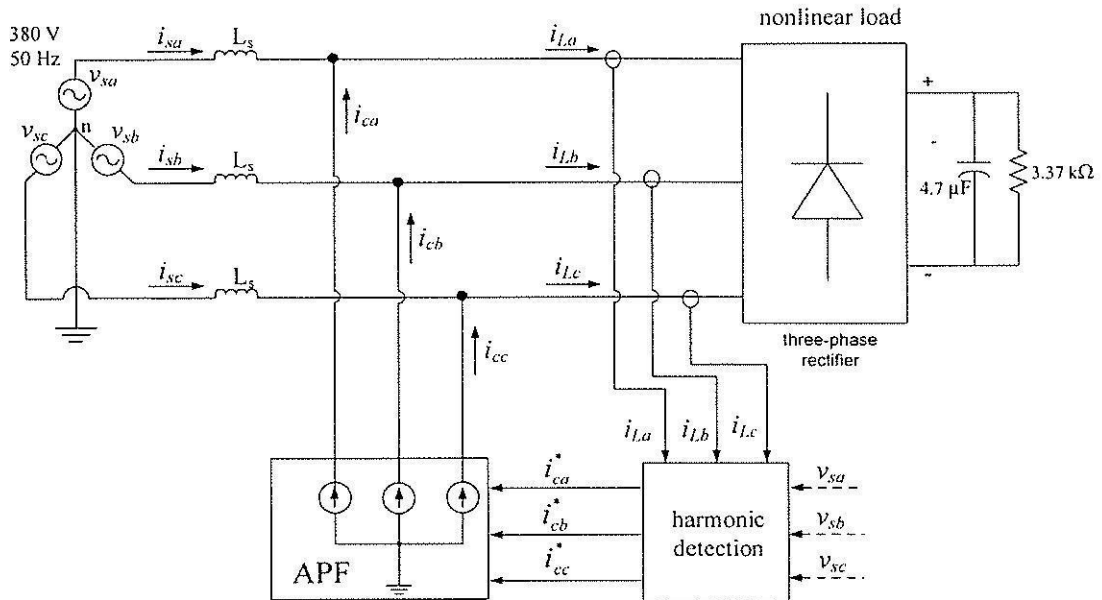 nonlinear load
380 V
50 Hz
i_sa
L_s
i_La
v_sa
+
i_ca
v_sc
n
v_sb
i_sb
L_s
i_Lb
-
4.7 µF
3.37 kΩ
i_cb
i_sc
L_s
i_Lc
-
three-phase
rectifier
i_cc
i_La
i_Lb
i_Lc
i*_ca
v_sa
i*_cb
harmonic
detection
v_sb
i*_cc
v_sc
APF